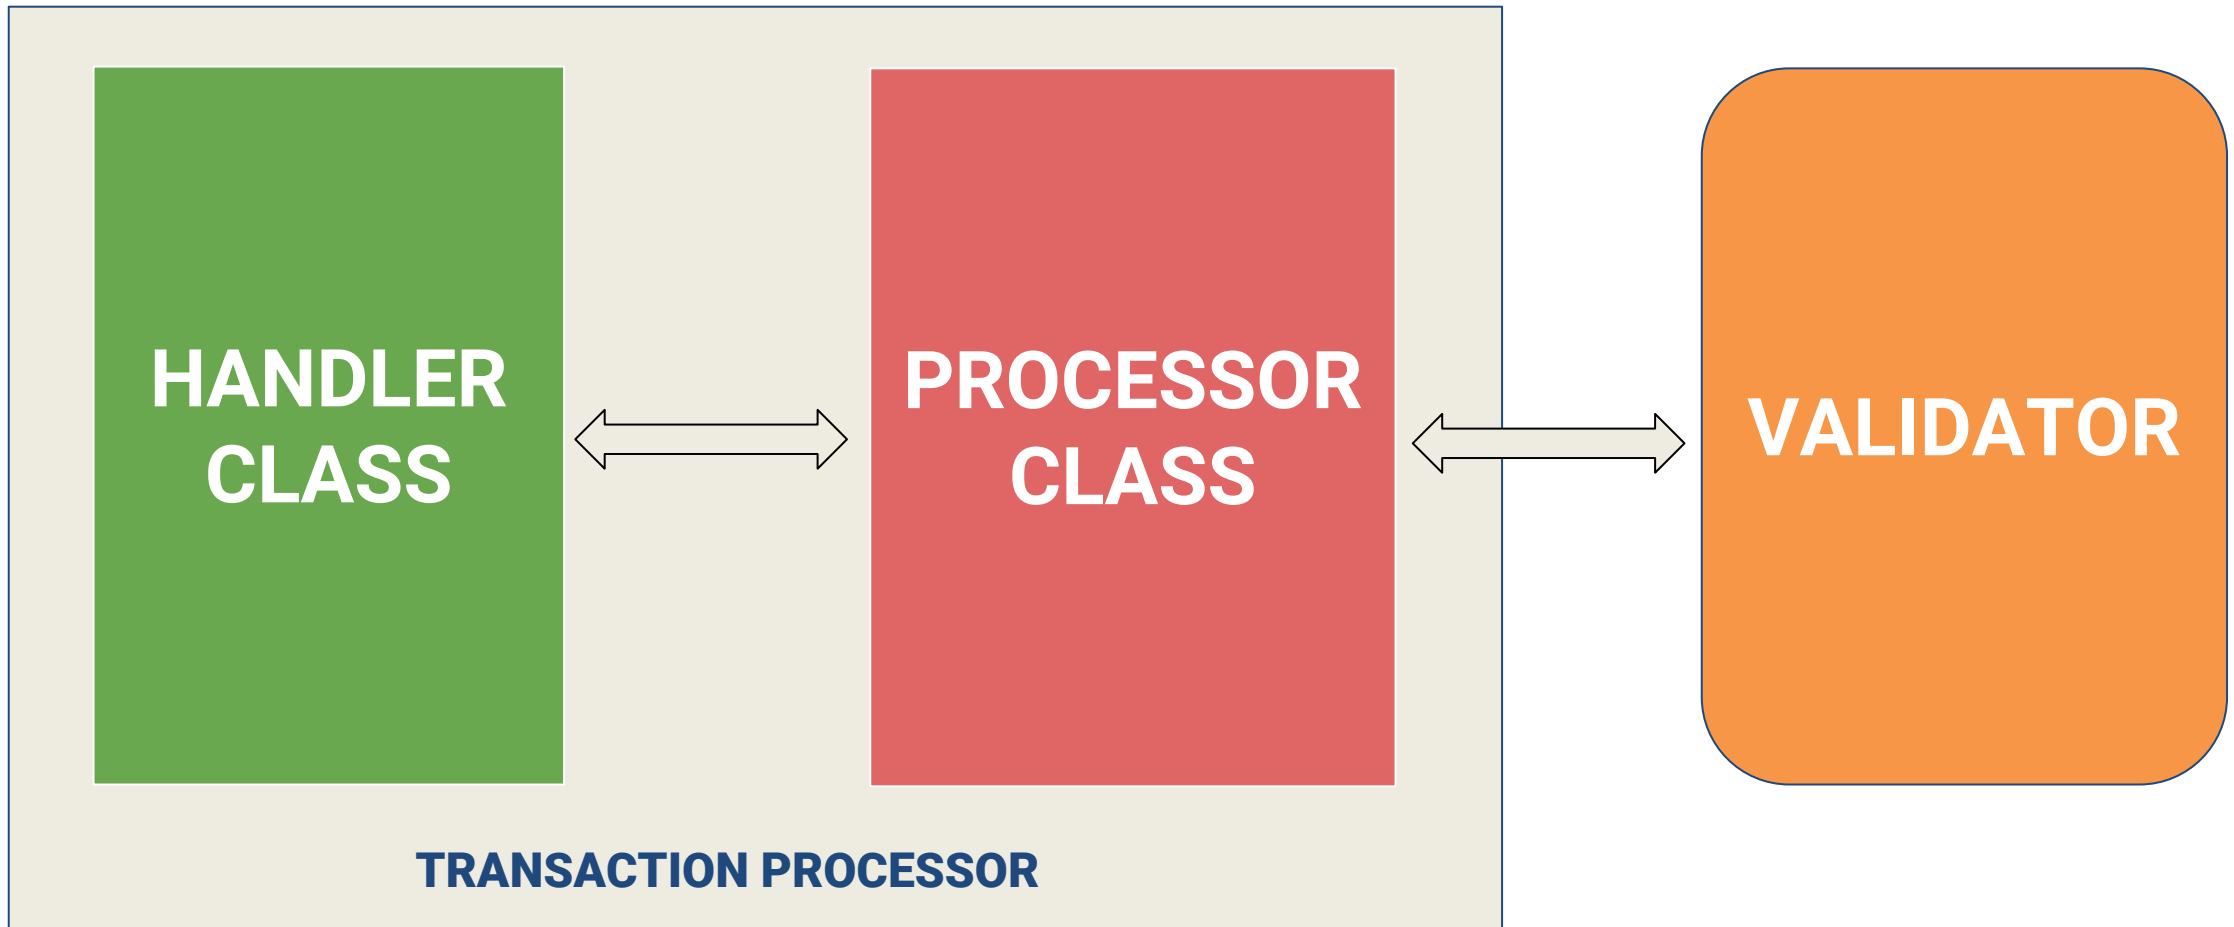 HANDLER
CLASS
PROCESSOR
CLASS
VALIDATOR
TRANSACTION PROCESSOR